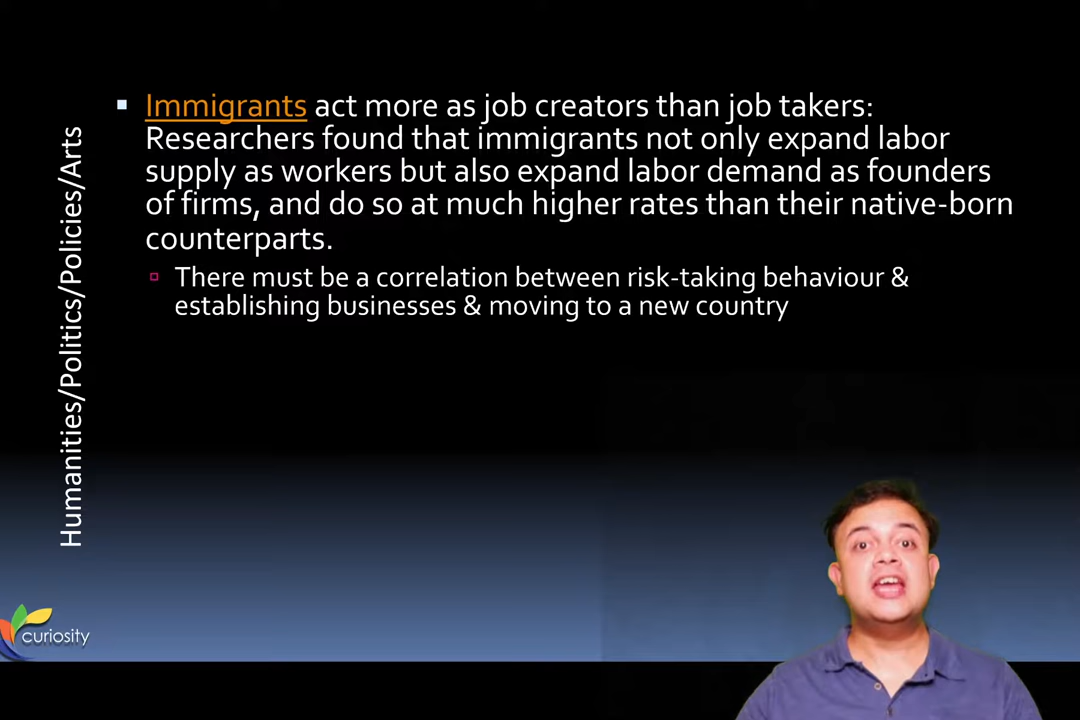 Humanities/Politics/Policies/Arts
Immigrants act more as job creators than job takers:
Researchers found that immigrants not only expand labor
supply as workers but also expand labor demand as founders
of firms, and do so at much higher rates than their native-born
counterparts.
There must be a correlation between risk-taking behaviour &
establishing businesses & moving to a new country
curiosity